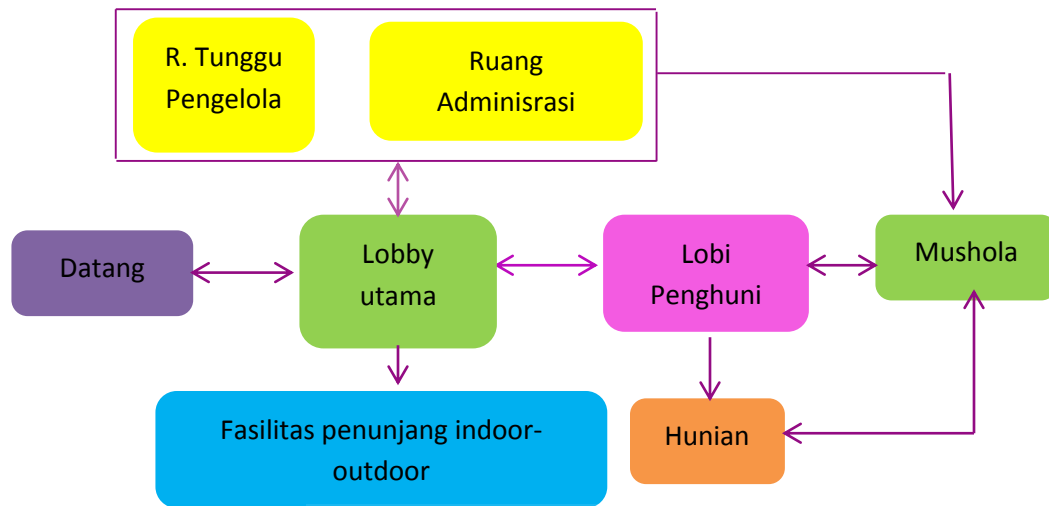 R. Tunggu
Pengelola
Ruang
Adminisrasi
Datang
Lobby
utama
Lobi
Penghuni
Mushola
Fasilitas penunjang indoor-
outdoor
Hunian